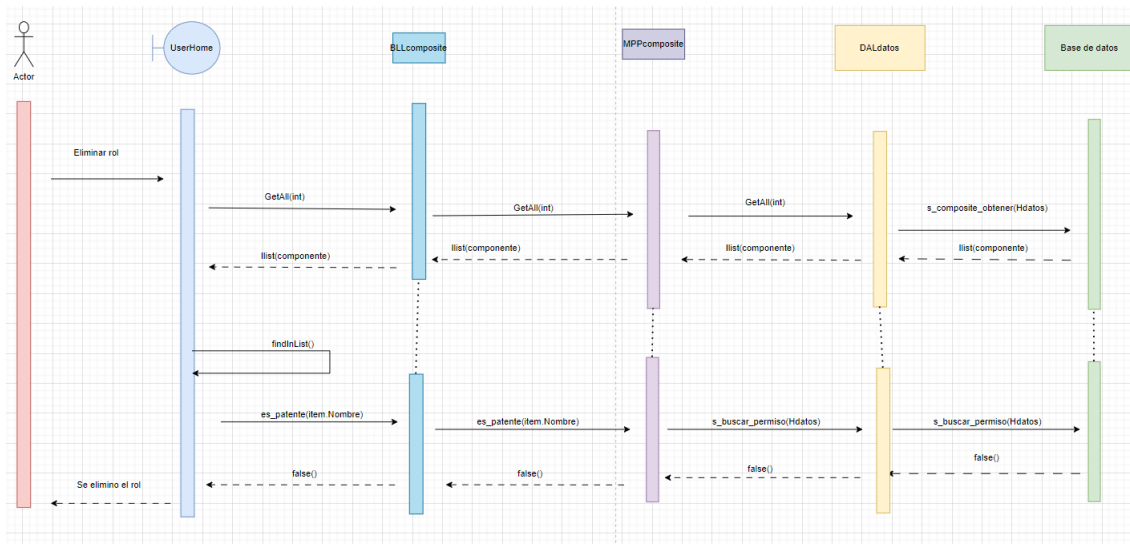 Actor
UserHome
BLLcomposite
MPPcomposite
DALdatos
Base de datos
Eliminar rol
GetAll(int)
GetAll(int)
GetAll(int)
s_composite_obtener(Hdatos)
llist(componente)
llist(componente)
llist(componente)
llist(componente)
findInList()
es_patente(item.Nombre)
es_patente(item.Nombre)
s_buscar_permiso(Hdatos)
s_buscar_permiso(Hdatos)
Se elimino el rol
false()
false()
false()
false()